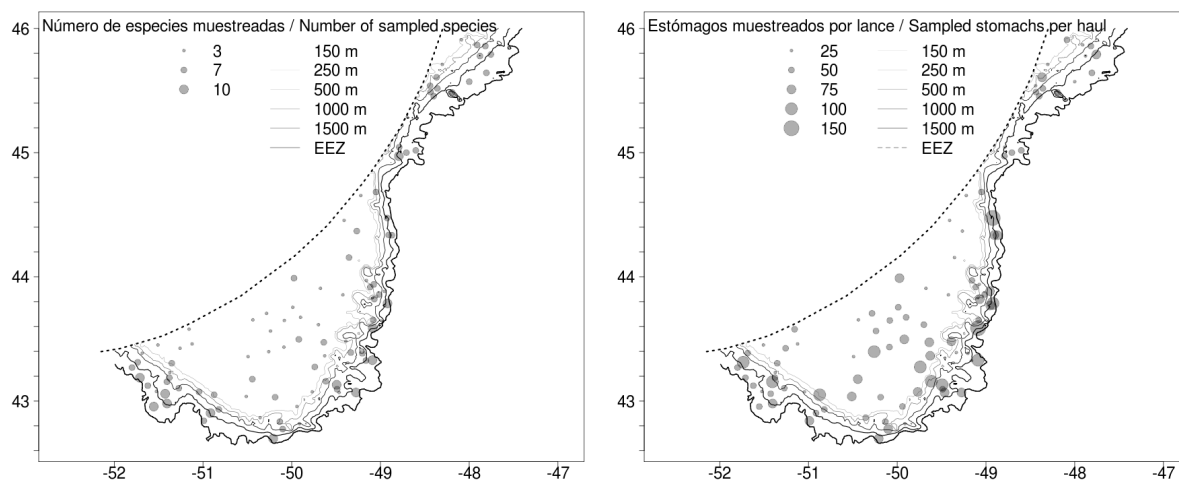 Número de especies muestreadas / Number of sampled species
3
7
10
150 m
250 m
500 m
1000 m
1500 m
EEZ
46
45
44
43
-52
-51
-50
-49
-48
-47
Estómagos muestreados por lance / Sampled stomachs per haul
25
50
75
100
150
150 m
250 m
500 m
1000 m
1500 m
EEZ
46
45
44
43
-52
-51
-50
-49
-48
-47